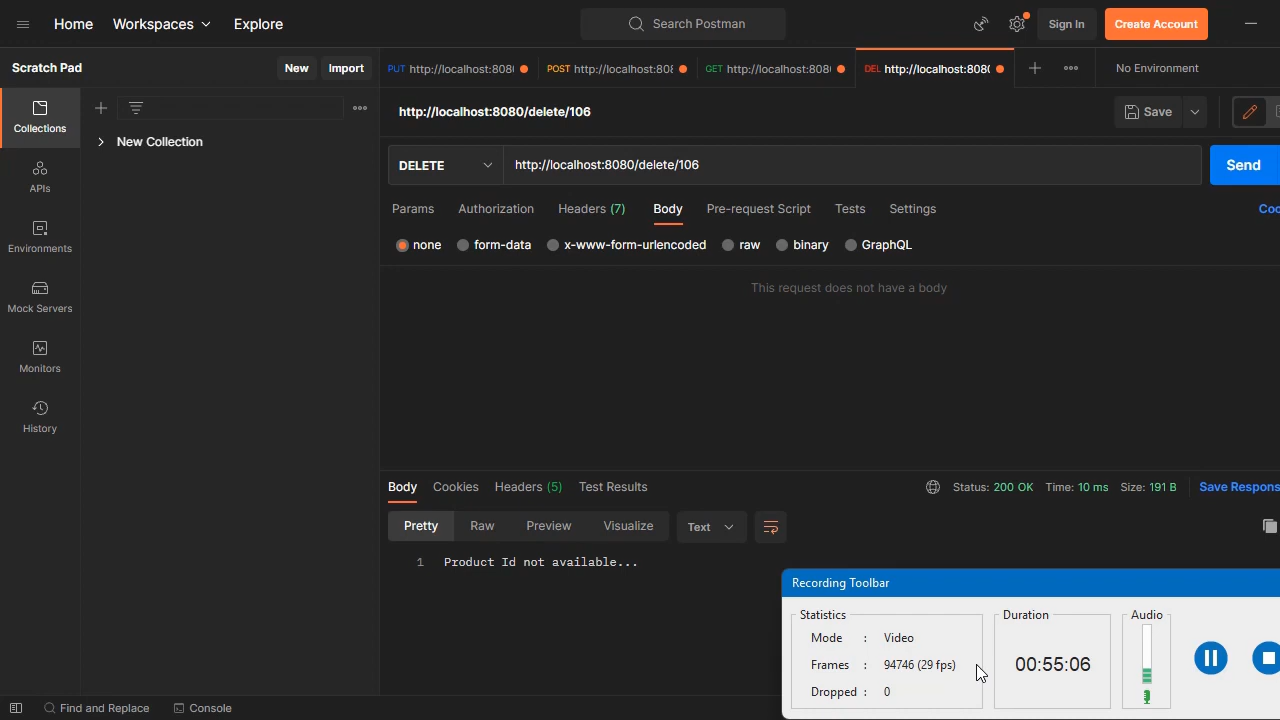 Home Workspaces Explore Search Postman Sign In Create Account
Scratch Pad New Import PUT http://localhost:808 POST http://localhost:808 GET http://localhost:808 DEL http://localhost:808 No Environment
Collections
New Collection
APIs
Environments
Mock Servers
Monitors
History
http://localhost:8080/delete/106 Save
DELETE http://localhost:8080/delete/106 Send
Params Authorization Headers (7) Body Pre-request Script Tests Settings Coo
none form-data x-www-form-urlencoded raw binary GraphQL
This request does not have a body
Body Cookies Headers (5) Test Results Status: 200 OK Time: 10 ms Size: 191 B Save Respons
Pretty Raw Preview Visualize Text
1 Product Id not available...
Recording Toolbar
Statistics Duration Audio
Mode : Video
Frames : 94746 (29 fps) 00:55:06
Dropped : 0
Find and Replace Console